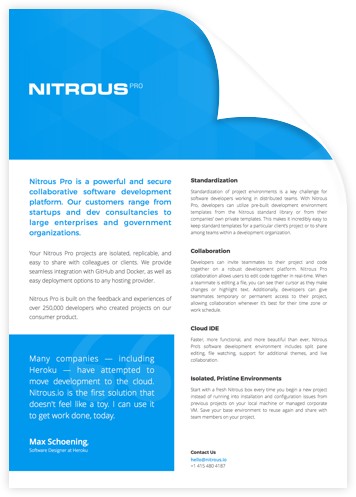 NITROUS PRO
Nitrous Pro is a powerful and secure
collaborative software development
platform. Our customers range from
startups and dev consultancies to
large enterprises and government
organizations.
Your Nitrous Pro projects are isolated, replicable, and
easy to share with colleagues or clients. We provide
seamless integration with GitHub and Docker, as well as
easy deployment options to any hosting provider.
Nitrous Pro is built on the feedback and experiences of
over 250,000 developers who created projects on our
consumer product.
Many companies — including
Heroku — have attempted to
move development to the cloud.
Nitrous.io is the first solution that
doesn't feel like a toy. I can use it
to get work done, today.
Max Schoening,
Software Designer at Heroku
Standardization
Standardization of project environments is a key challenge for
software developers working in distributed teams. With Nitrous
Pro, developers can utilize pre-built development environment
templates from the Nitrous standard library or from their
companies' own private templates. This makes it incredibly easy to
keep standard templates for a particular client's project or to share
among teams within a development organization.
Collaboration
Developers can invite teammates to their project and code
together on a robust development platform. Nitrous Pro
collaboration allows users to edit code together in real-time. When
a teammate is editing a file, you can see their cursor as they make
changes or highlight text. Additionally, developers can give
teammates temporary or permanent access to their project,
allowing collaboration whenever it's best for their time zone or
work schedule.
Cloud IDE
Faster, more functional, and more beautiful than ever. Nitrous
Pro's software development environment includes split pane
editing, file watching, support for additional themes, and live
collaboration.
Isolated, Pristine Environments
Start with a fresh Nitrous box every time you begin a new project
instead of running into installation and configuration issues from
previous projects on your local machine or managed corporate
VM. Save your base environment to reuse again and share with
team members on your project.
Contact Us
hello@nitrous.io
+1 415 480 4187